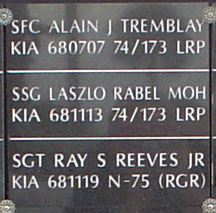 SFC ALAIN J TREMBLAY
KIA 680707 74/173 LRP
SSG LASZLO RABEL MOH
KIA 681113 74/173 LRP
SGT RAY S REEVES JR
KIA 681119 N-75 (RGR)